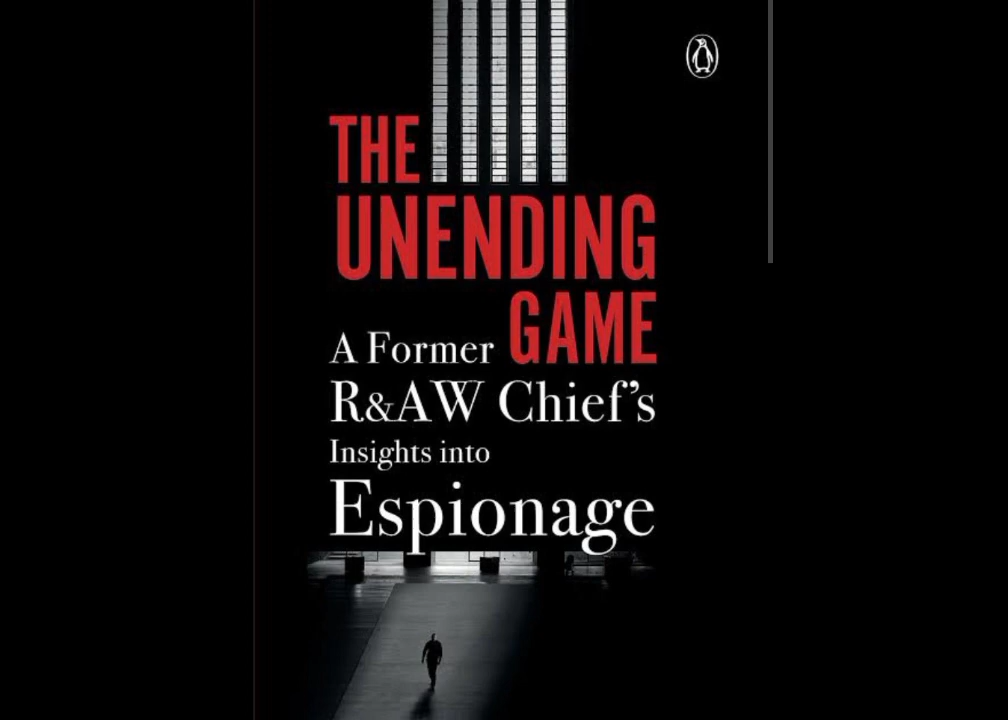 THE
UNENDING
GAME
A Former
R&AW Chief’s
Insights into
Espionage